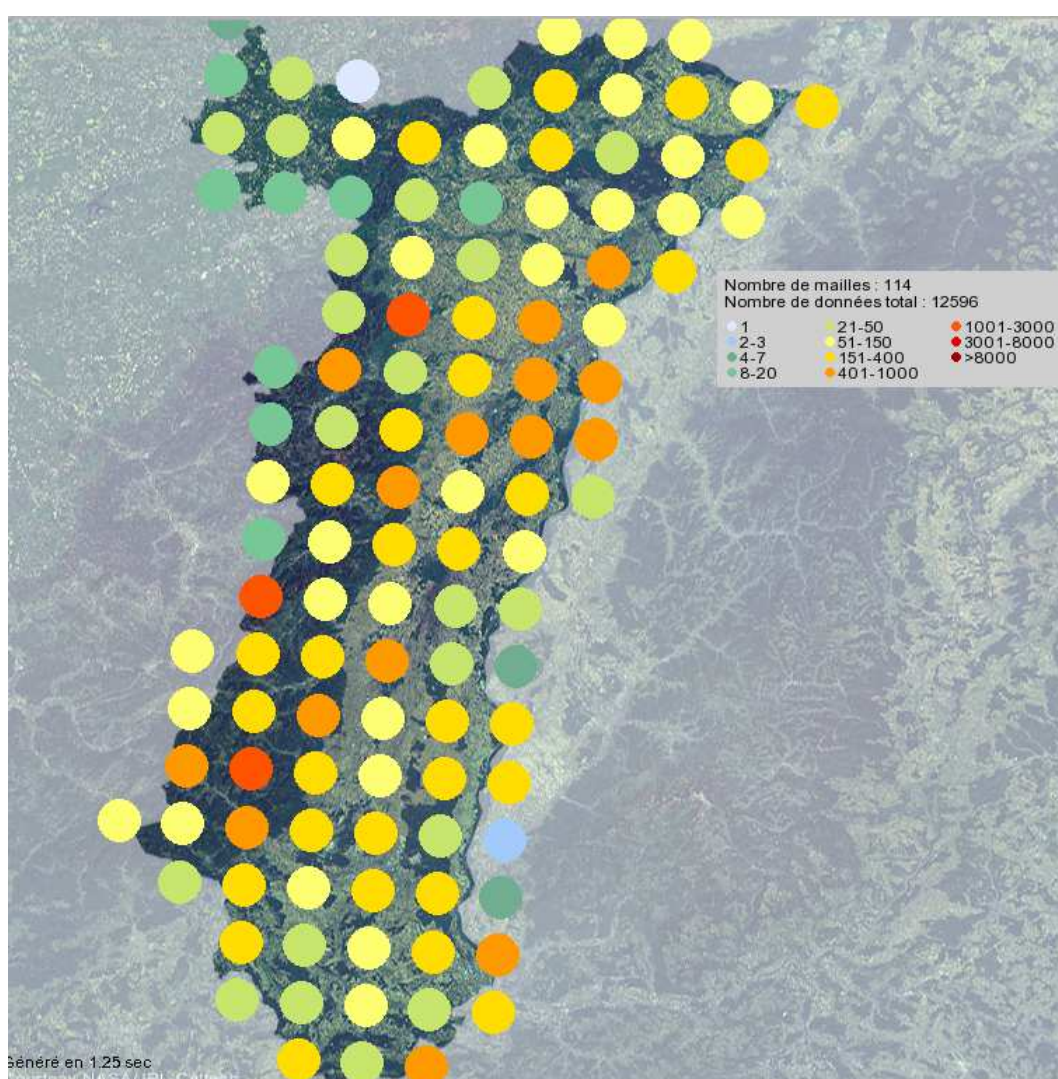 Nombre de mailles : 114
Nombre de données total : 12596
1 21-50 1001-3000
2-3 51-150 3001-8000
4-7 151-400 >8000
8-20 401-1000
Généré en 1.25 sec